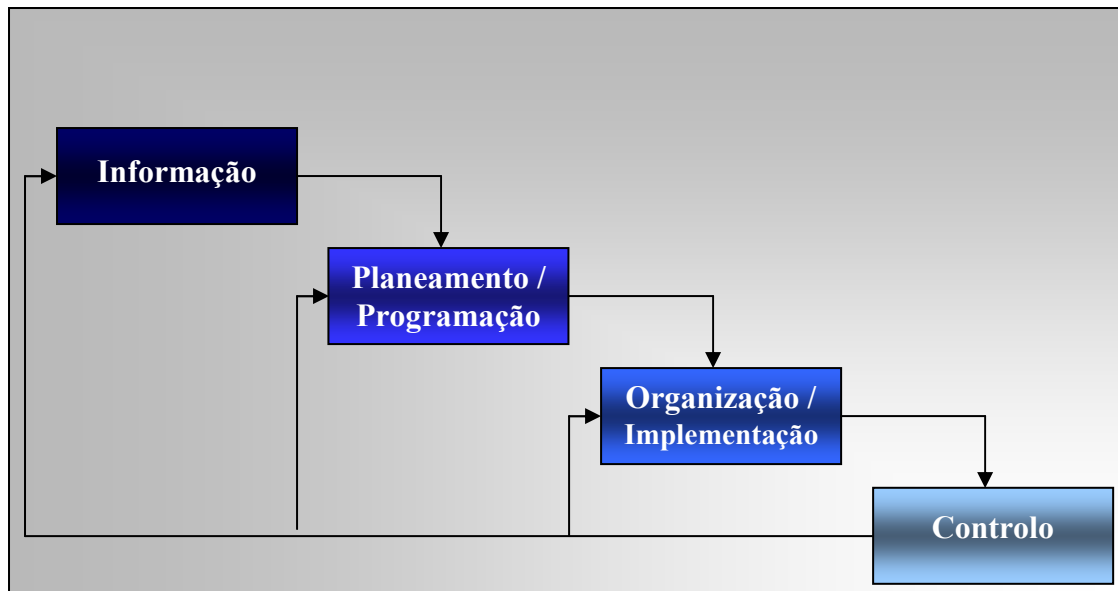 Informação
Planeamento /
Programação
Organização /
Implementação
Controlo